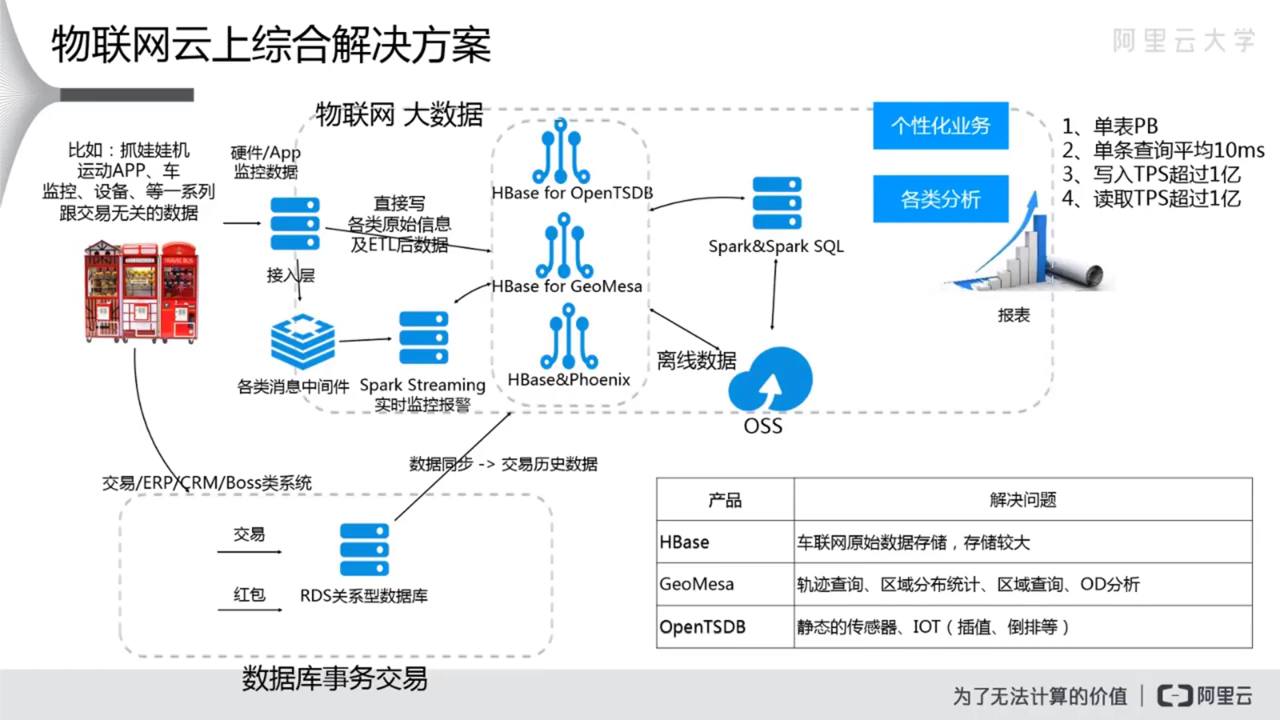 物联网云上综合解决方案
阿里云大学
物联网 大数据
比如：抓娃娃机
运动APP、车
监控、设备、等一系列
跟交易无关的数据
硬件/App
监控数据
接入层
直接写
各类原始信息
及ETL后数据
HBase for OpenTSDB
HBase for GeoMesa
HBase&Phoenix
各类消息中间件
Spark Streaming
实时监控报警
Spark&Spark SQL
离线数据
OSS
个性化业务
各类分析
报表
1、单表PB
2、单条查询平均10ms
3、写入TPS超过1亿
4、读取TPS超过1亿
数据同步 -> 交易历史数据
交易/ERP/CRM/Boss类系统
交易
红包
RDS关系型数据库
数据库事务交易
产品 解决问题
HBase 车联网原始数据存储，存储较大
GeoMesa 轨迹查询、区域分布统计、区域查询、OD分析
OpenTSDB 静态的传感器、IOT（插值、倒排等）
为了无法计算的价值 | 阿里云